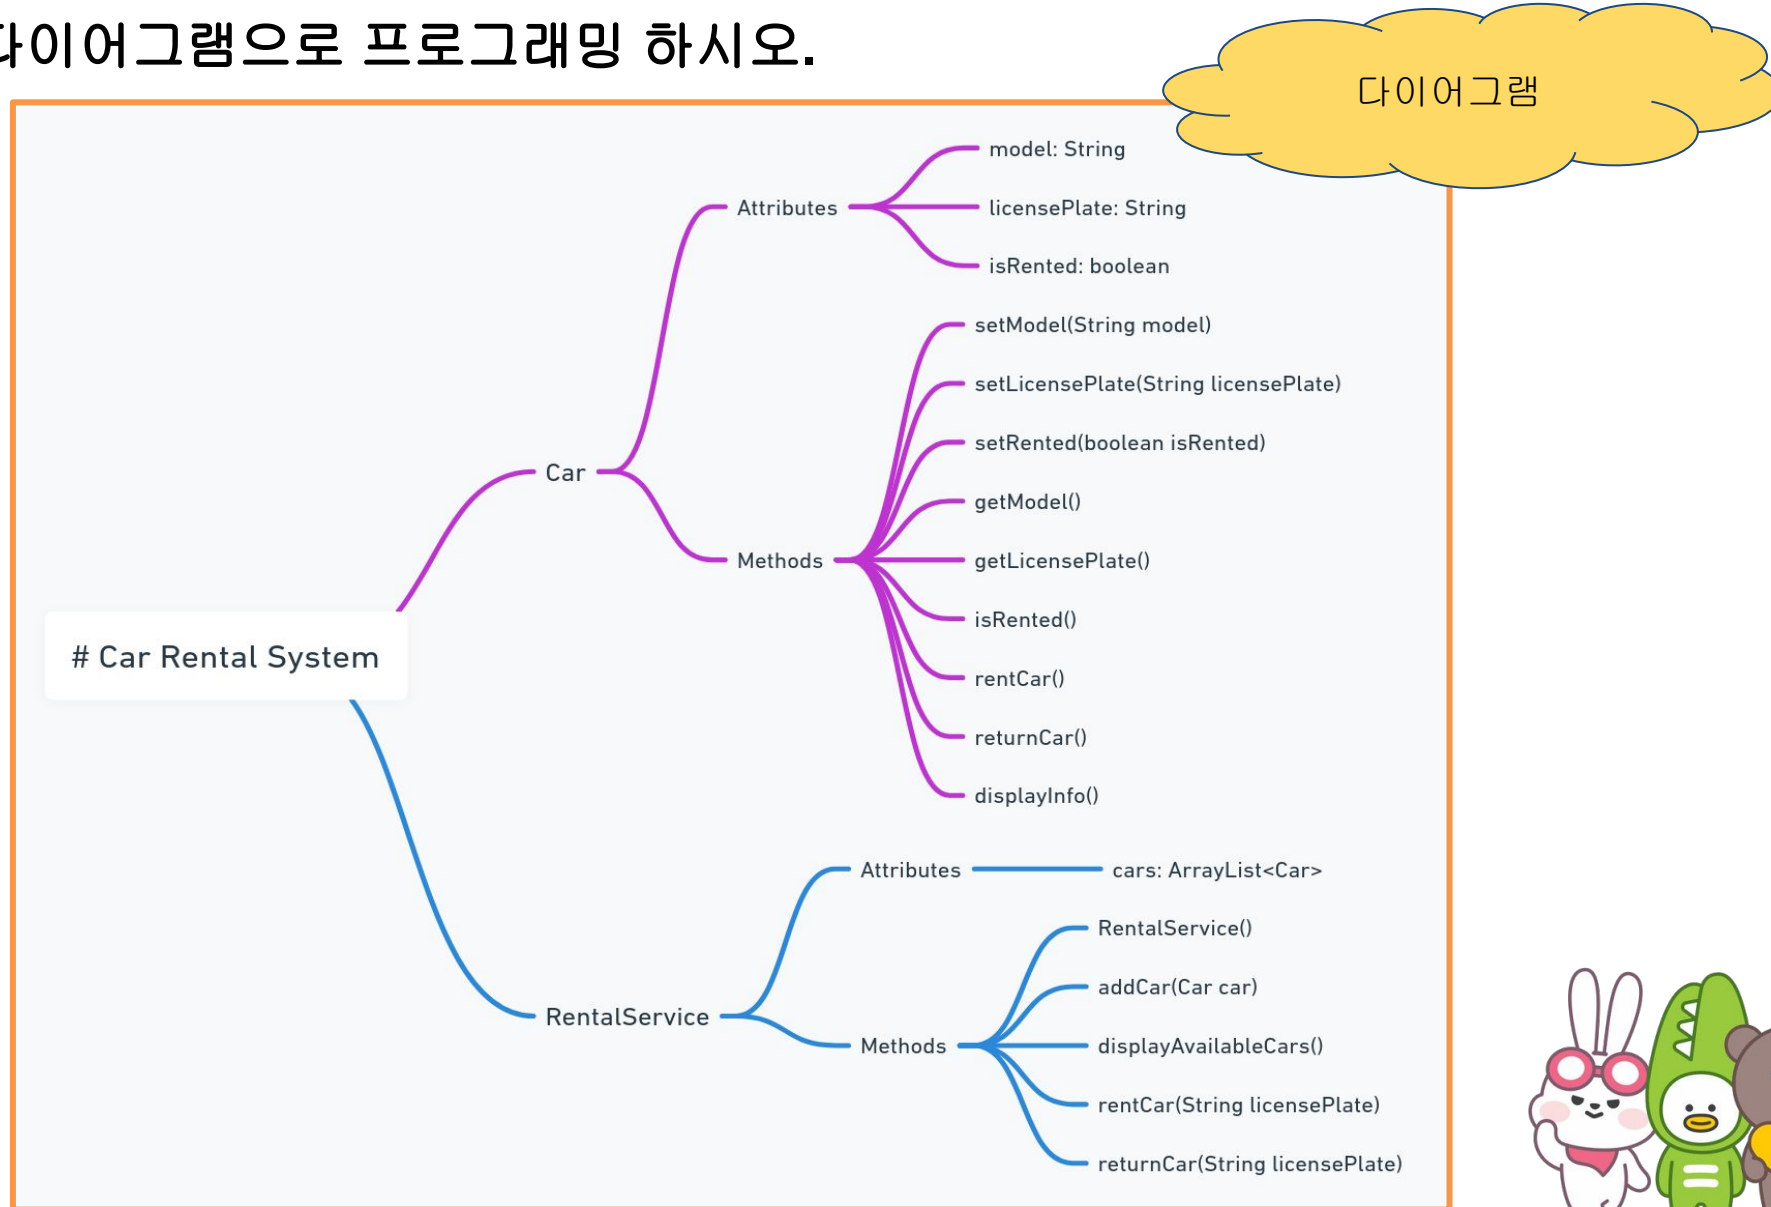 다이어그램으로 프로그래밍 하시오.
다이어그램
model: String
Attributes
licensePlate: String
isRented: boolean
setModel(String model)
setLicensePlate(String licensePlate)
setRented(boolean isRented)
Car
getModel()
Methods
getLicensePlate()
isRented()
# Car Rental System
rentCar()
returnCar()
displayInfo()
Attributes
cars: ArrayList<Car>
RentalService()
addCar(Car car)
RentalService
Methods
displayAvailableCars()
rentCar(String licensePlate)
returnCar(String licensePlate)